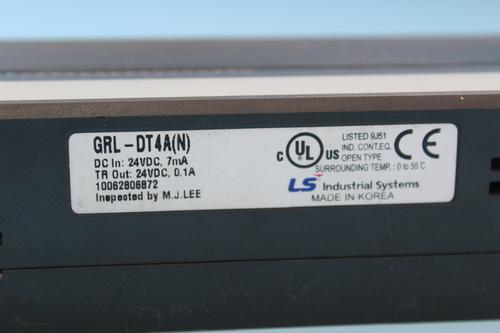 GRL-DT4A(N)
DC In: 24VDC, 7mA
TR Out: 24VDC, 0.1A
10062806872
Inspected by M.J.LEE
C UL US
LISTED 9J51
IND. CONT.EQ.
OPEN TYPE
CE
SURROUNDING TEMP.: 0 to 55 C
LS Industrial Systems
MADE IN KOREA